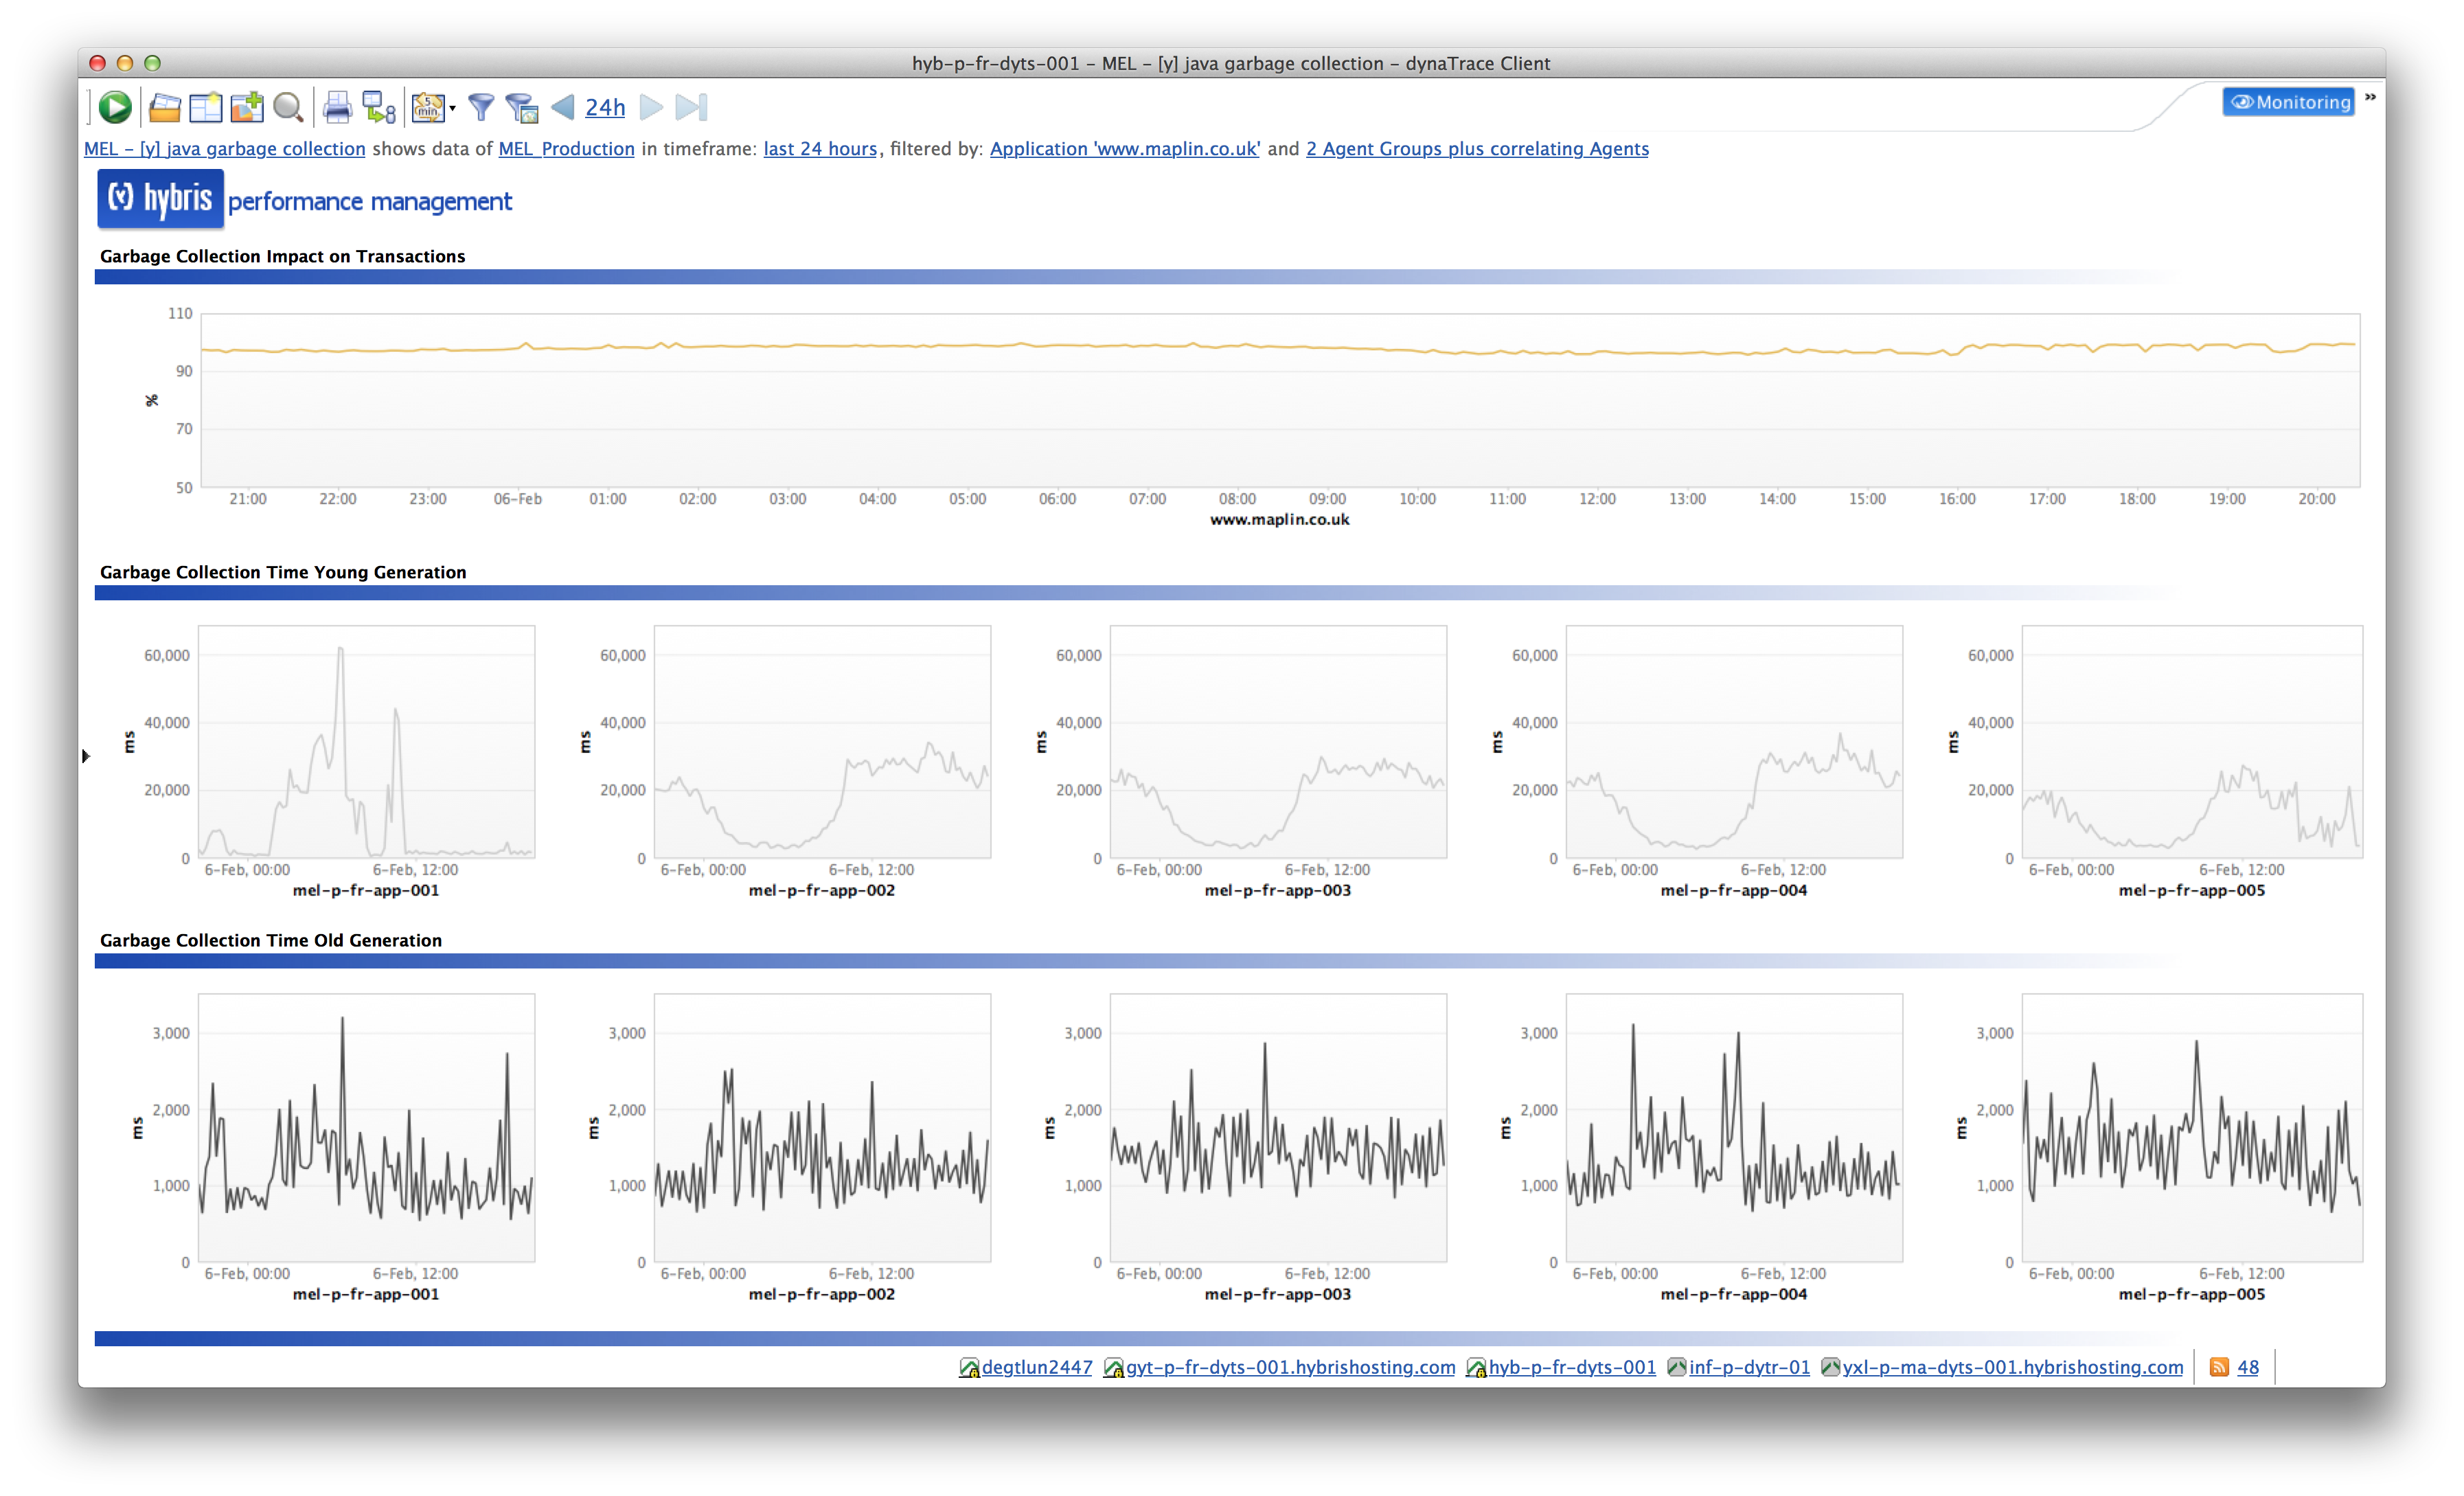 hyb-p-fr-dyts-001 – MEL – [y] java garbage collection – dynaTrace Client
5 min 24h Monitoring »
MEL – [y] java garbage collection shows data of MEL_Production in timeframe: last 24 hours, filtered by: Application 'www.maplin.co.uk' and 2 Agent Groups plus correlating Agents
(y) hybris performance management
Garbage Collection Impact on Transactions
110
90
%
70
50
21:00 22:00 23:00 06-Feb 01:00 02:00 03:00 04:00 05:00 06:00 07:00 08:00 09:00 10:00 11:00 12:00 13:00 14:00 15:00 16:00 17:00 18:00 19:00 20:00
www.maplin.co.uk
Garbage Collection Time Young Generation
60,000 60,000 60,000 60,000 60,000
40,000 40,000 40,000 40,000 40,000
ms ms ms ms ms
20,000 20,000 20,000 20,000 20,000
0 0 0 0 0
6-Feb, 00:00 6-Feb, 12:00 6-Feb, 00:00 6-Feb, 12:00 6-Feb, 00:00 6-Feb, 12:00 6-Feb, 00:00 6-Feb, 12:00 6-Feb, 00:00 6-Feb, 12:00
mel-p-fr-app-001 mel-p-fr-app-002 mel-p-fr-app-003 mel-p-fr-app-004 mel-p-fr-app-005
Garbage Collection Time Old Generation
3,000 3,000 3,000 3,000 3,000
2,000 2,000 2,000 2,000 2,000
ms ms ms ms ms
1,000 1,000 1,000 1,000 1,000
0 0 0 0 0
6-Feb, 00:00 6-Feb, 12:00 6-Feb, 00:00 6-Feb, 12:00 6-Feb, 00:00 6-Feb, 12:00 6-Feb, 00:00 6-Feb, 12:00 6-Feb, 00:00 6-Feb, 12:00
mel-p-fr-app-001 mel-p-fr-app-002 mel-p-fr-app-003 mel-p-fr-app-004 mel-p-fr-app-005
degtlun2447 gyt-p-fr-dyts-001.hybrishosting.com hyb-p-fr-dyts-001 inf-p-dytr-01 yxl-p-ma-dyts-001.hybrishosting.com 48